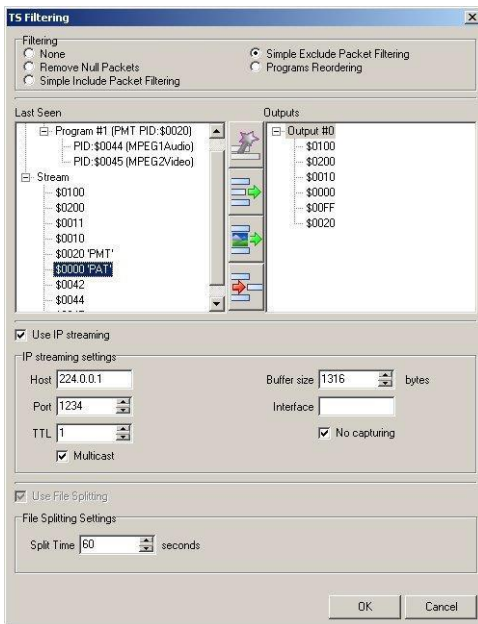 TS Filtering
Filtering
None
Simple Exclude Packet Filtering
Remove Null Packets
Programs Reordering
Simple Include Packet Filtering
Last Seen
Outputs
Program #1 (PMT PID:$0020)
PID:$0044 (MPEG1Audio)
PID:$0045 (MPEG2Video)
Stream
$0100
$0200
$0011
$0010
$0020 'PMT'
$0000 'PAT'
$0042
$0044
Output #0
$0100
$0200
$0010
$0000
$00FF
$0020
Use IP streaming
IP streaming settings
Host 224.0.0.1
Buffer size 1316 bytes
Port 1234
Interface
TTL 1
No capturing
Multicast
Use File Splitting
File Splitting Settings
Split Time 60 seconds
OK
Cancel